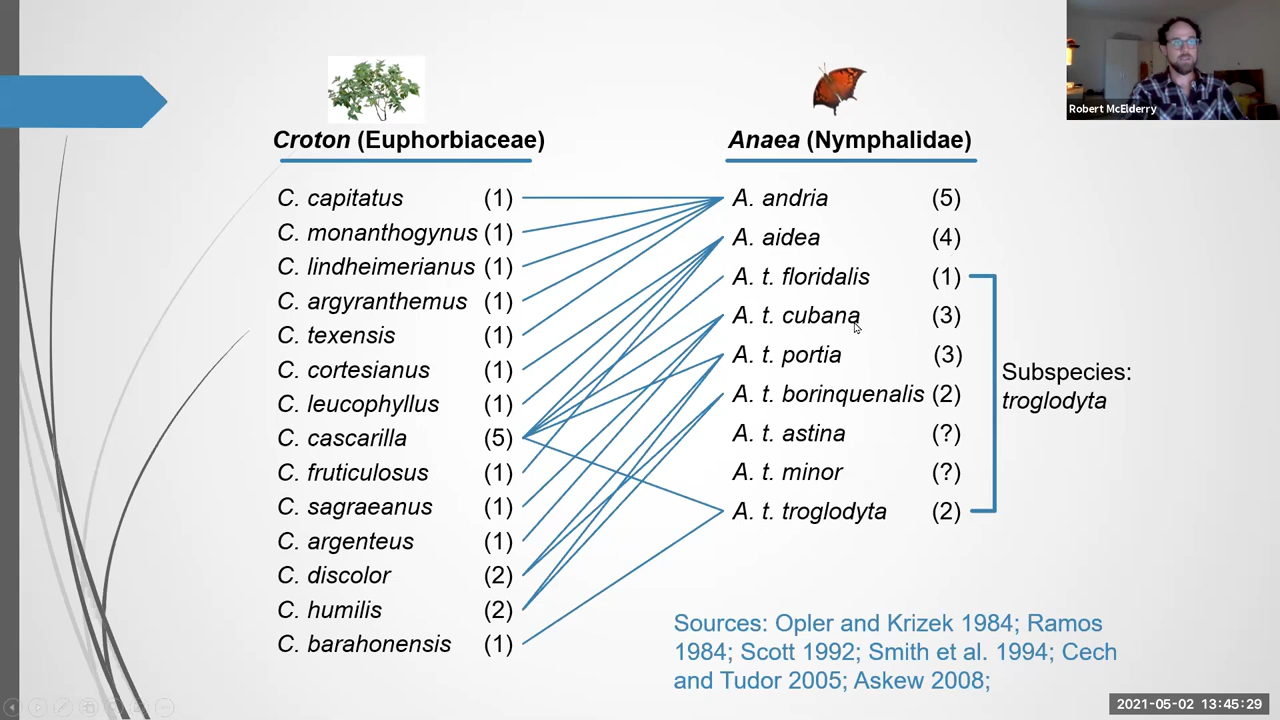 Robert McElderry
Croton (Euphorbiaceae)
C. capitatus (1)
C. monanthogynus (1)
C. lindheimerianus (1)
C. argyranthemus (1)
C. texensis (1)
C. cortesianus (1)
C. leucophyllus (1)
C. cascarilla (5)
C. fruticulosus (1)
C. sagraeanus (1)
C. argenteus (1)
C. discolor (2)
C. humilis (2)
C. barahonensis (1)
Anaea (Nymphalidae)
A. andria (5)
A. aidea (4)
A. t. floridalis (1)
A. t. cubana (3)
A. t. portia (3)
A. t. borinquenalis (2)
A. t. astina (?)
A. t. minor (?)
A. t. troglodyta (2)
Subspecies:
troglodyta
Sources: Opler and Krizek 1984; Ramos
1984; Scott 1992; Smith et al. 1994; Cech
and Tudor 2005; Askew 2008;
2021-05-02 13:45:29